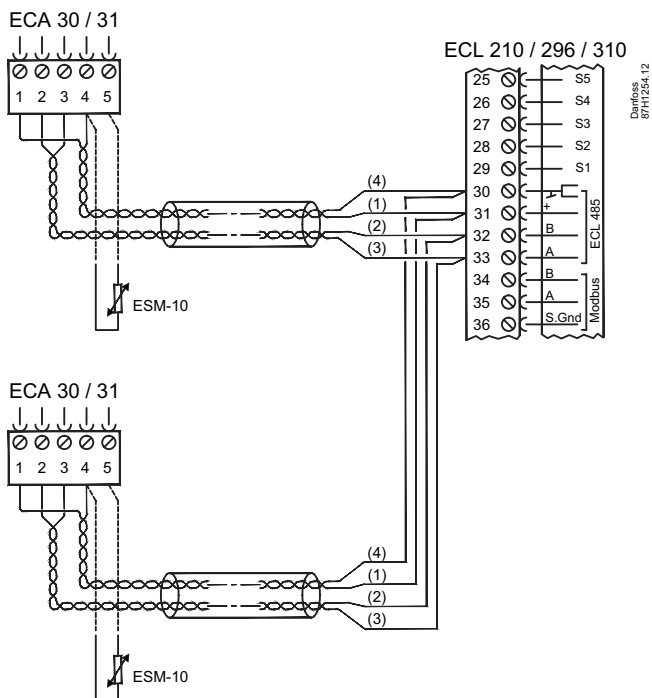 ECA 30 / 31
1 2 3 4 5
ESM-10
ECL 210 / 296 / 310
Danfoss
87H1254.12
25 S5
26 S4
27 S3
28 S2
29 S1
(4) 30
(1) 31 +
(2) 32 B
(3) 33 A
ECL 485
34 B
35 A
36 S.Gnd
Modbus
ECA 30 / 31
1 2 3 4 5
(4)
(1)
(2)
(3)
ESM-10